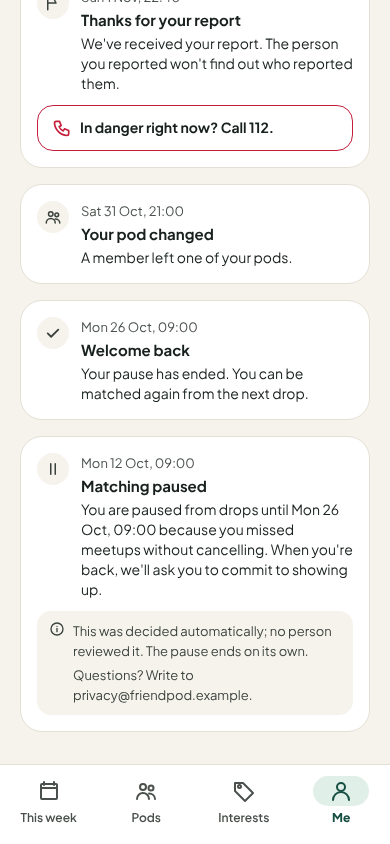 Thanks for your report
We've received your report. The person
you reported won't find out who reported
them.
In danger right now? Call 112.
Sat 31 Oct, 21:00
Your pod changed
A member left one of your pods.
Mon 26 Oct, 09:00
Welcome back
Your pause has ended. You can be
matched again from the next drop.
Mon 12 Oct, 09:00
Matching paused
You are paused from drops until Mon 26
Oct, 09:00 because you missed
meetups without cancelling. When you're
back, we'll ask you to commit to showing
up.
This was decided automatically; no person
reviewed it. The pause ends on its own.
Questions? Write to
privacy@friendpod.example.
This week
Pods
Interests
Me